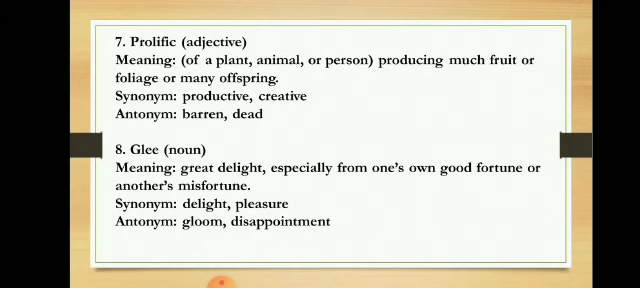 7. Prolific (adjective)
Meaning: (of a plant, animal, or person) producing much fruit or
foliage or many offspring.
Synonym: productive, creative
Antonym: barren, dead
8. Glee (noun)
Meaning: great delight, especially from one's own good fortune or
another's misfortune.
Synonym: delight, pleasure
Antonym: gloom, disappointment